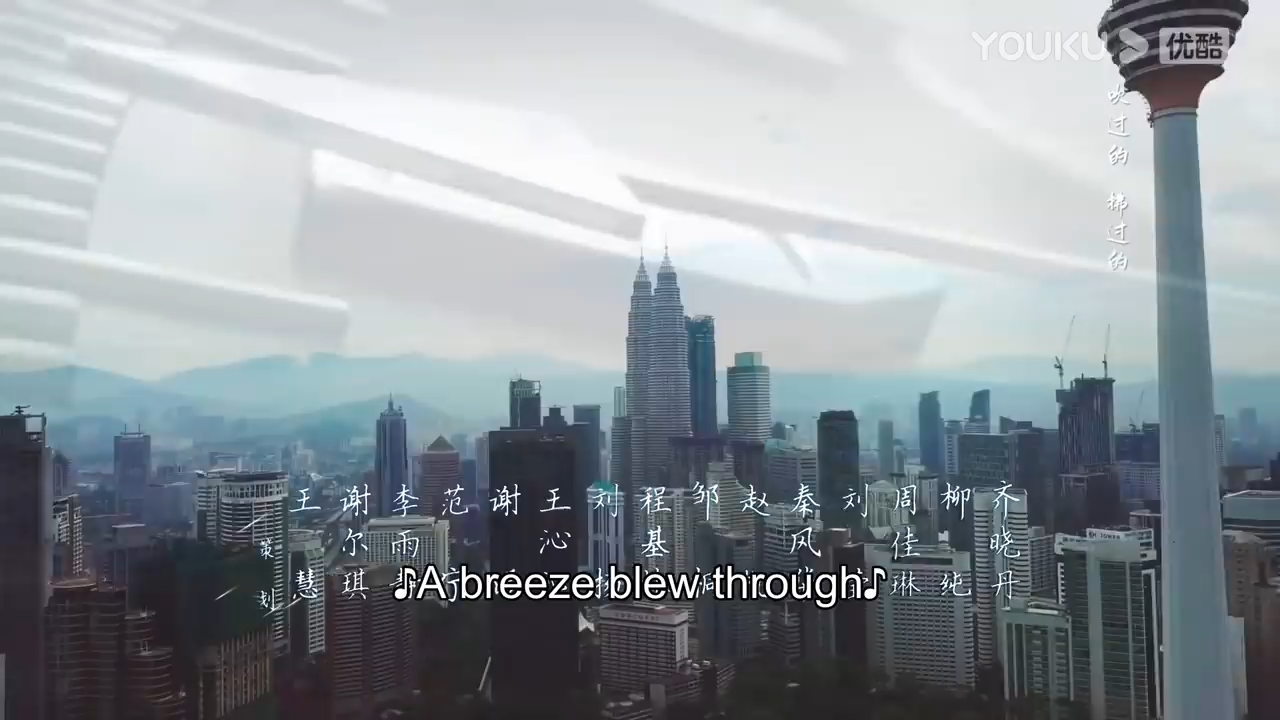 YOUKU 优酷
吹过的 拂过的
齐晓丹
柳纯
周佳琳
刘
秦风
赵
邹
程基
刘
王沁
谢
范
李雨
谢尔琪
王慧
策划
♪A breeze blew through♪